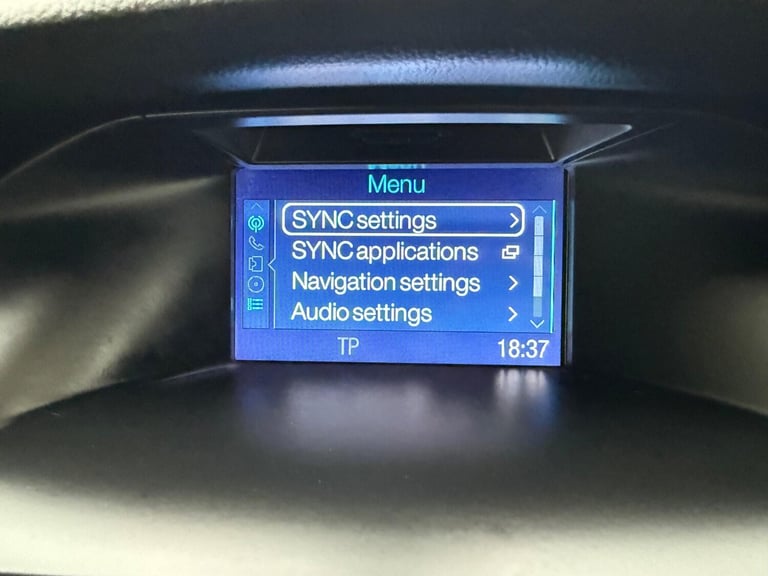 Menu
SYNC settings
SYNC applications
Navigation settings
Audio settings
TP
18:37